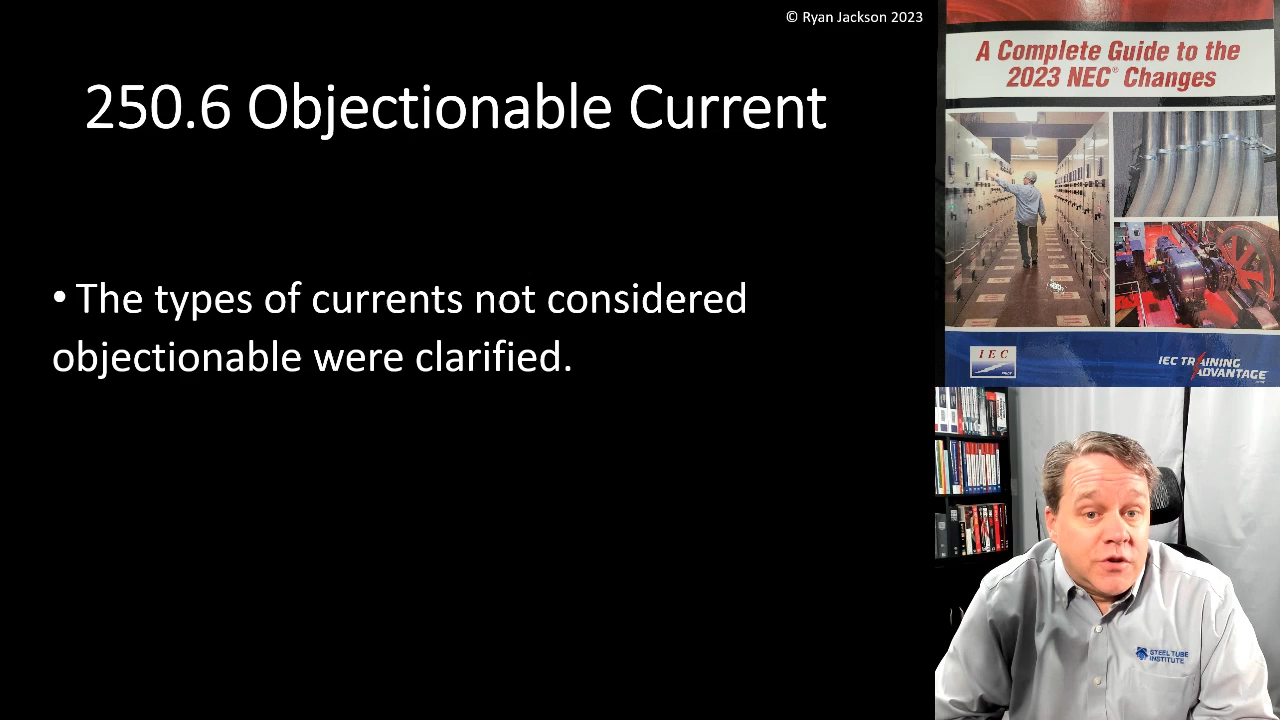 © Ryan Jackson 2023
250.6 Objectionable Current
• The types of currents not considered
objectionable were clarified.
A Complete Guide to the
2023 NEC® Changes
IEC
IEC TRAINING
ADVANTAGE
STEEL TUBE
INSTITUTE